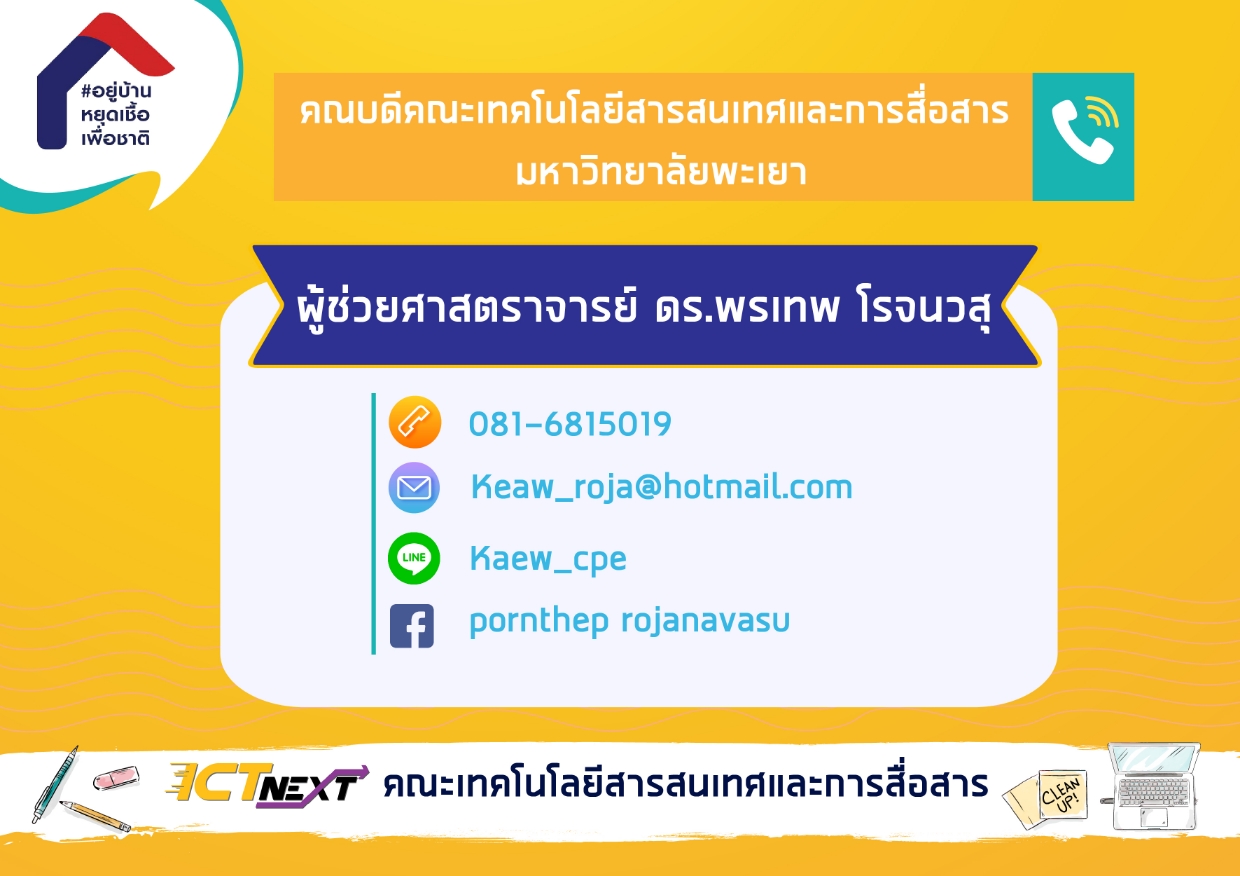 #อยู่บ้าน
หยุดเชื้อ
เพื่อชาติ
คณบดีคณะเทคโนโลยีสารสนเทศและการสื่อสาร
มหาวิทยาลัยพะเยา
ผู้ช่วยศาสตราจารย์ ดร.พรเทพ โรจนวสุ
081-6815019
Keaw_roja@hotmail.com
LINE
Kaew_cpe
pornthep rojanavasu
ICT NEXT คณะเทคโนโลยีสารสนเทศและการสื่อสาร
CLEAN
UP!